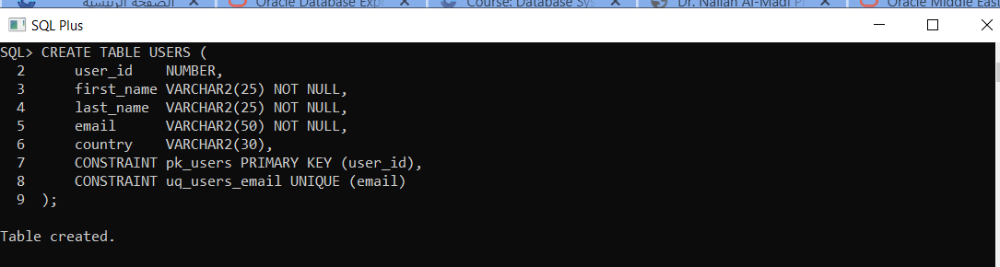 الصفحة الرئيسية
Oracle Database Exp
Course: Database Sys
Dr. Nailah Al-Madi P
Oracle Middle East
SQL Plus
SQL> CREATE TABLE USERS (
  2      user_id    NUMBER,
  3      first_name VARCHAR2(25) NOT NULL,
  4      last_name  VARCHAR2(25) NOT NULL,
  5      email      VARCHAR2(50) NOT NULL,
  6      country    VARCHAR2(30),
  7      CONSTRAINT pk_users PRIMARY KEY (user_id),
  8      CONSTRAINT uq_users_email UNIQUE (email)
  9  );
Table created.